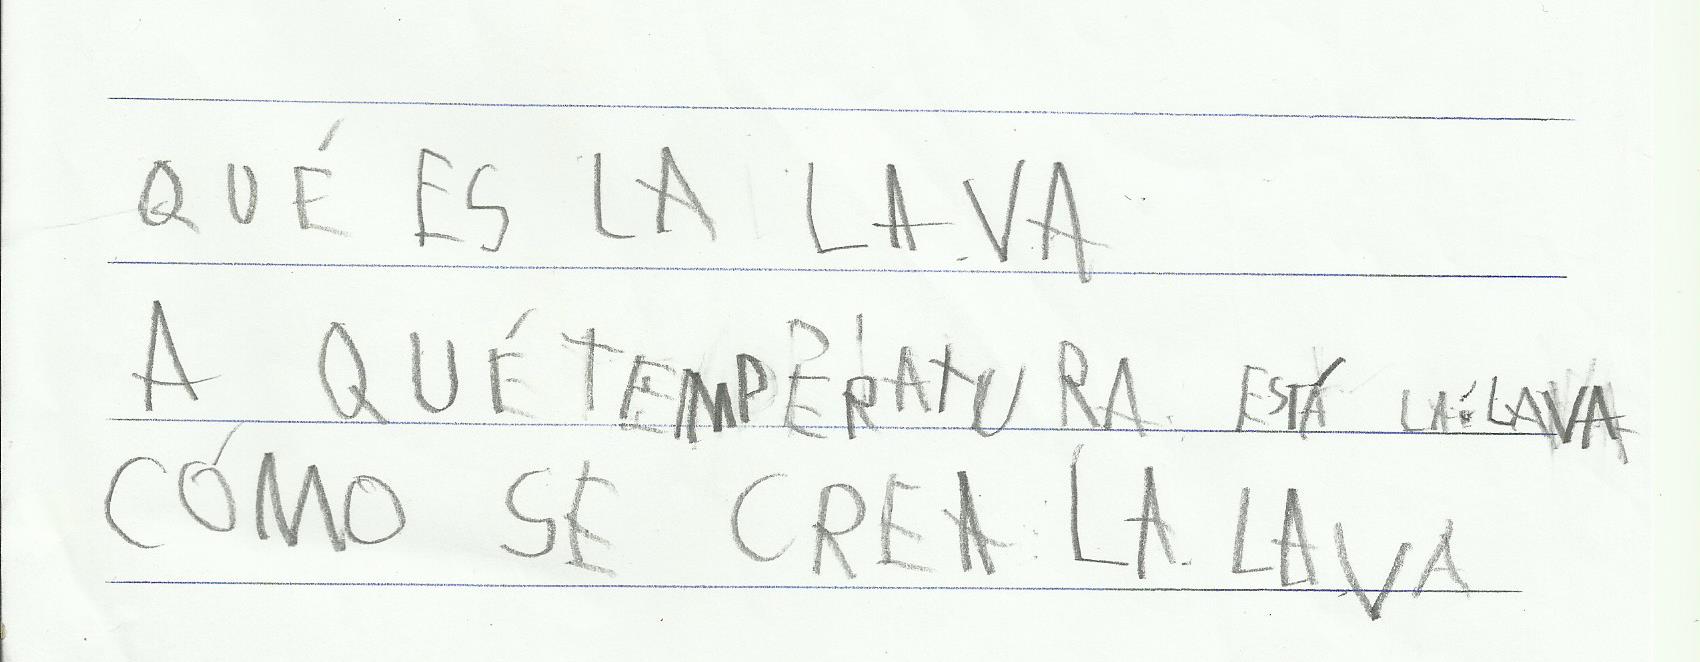 QUÉ ES LA LAVA
A QUÉ TEMPERATURA ESTÁ LA LAVA
CÓMO SE CREA LA LAVA